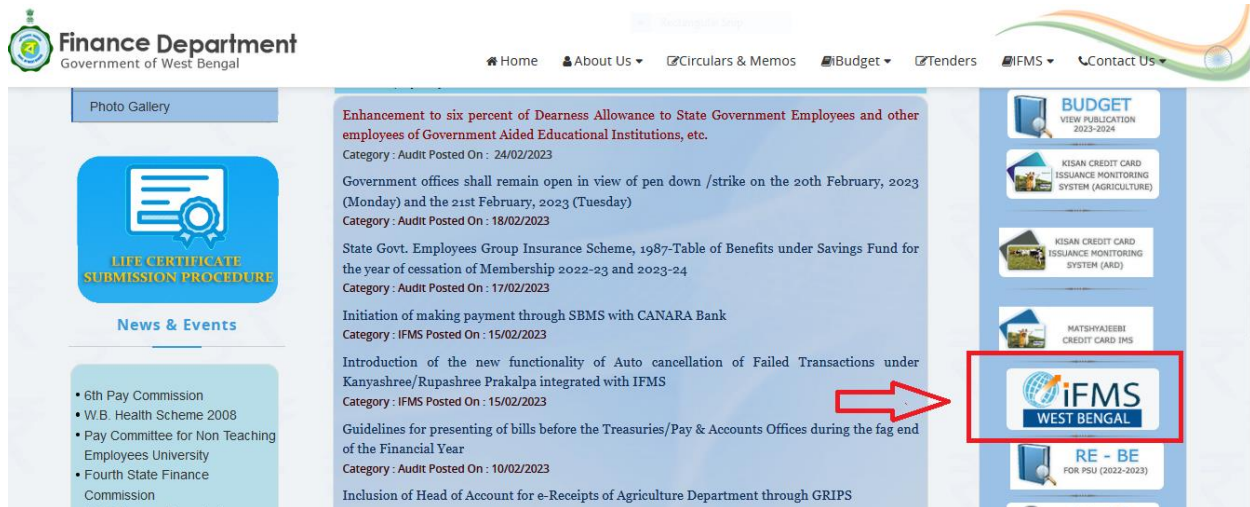 Finance Department
Government of West Bengal
Home
About Us
Circulars & Memos
iBudget
Tenders
IFMS
Contact Us
Photo Gallery
LIFE CERTIFICATE
SUBMISSION PROCEDURE
News & Events
• 6th Pay Commission
• W.B. Health Scheme 2008
• Pay Committee for Non Teaching
Employees University
• Fourth State Finance
Commission
Enhancement to six percent of Dearness Allowance to State Government Employees and other
employees of Government Aided Educational Institutions, etc.
Category : Audit Posted On : 24/02/2023
Government offices shall remain open in view of pen down /strike on the 20th February, 2023
(Monday) and the 21st February, 2023 (Tuesday)
Category : Audit Posted On : 18/02/2023
State Govt. Employees Group Insurance Scheme, 1987-Table of Benefits under Savings Fund for
the year of cessation of Membership 2022-23 and 2023-24
Category : Audit Posted On : 17/02/2023
Initiation of making payment through SBMS with CANARA Bank
Category : IFMS Posted On : 15/02/2023
Introduction of the new functionality of Auto cancellation of Failed Transactions under
Kanyashree/Rupashree Prakalpa integrated with IFMS
Category : IFMS Posted On : 15/02/2023
Guidelines for presenting of bills before the Treasuries/Pay & Accounts Offices during the fag end
of the Financial Year
Category : Audit Posted On : 10/02/2023
Inclusion of Head of Account for e-Receipts of Agriculture Department through GRIPS
BUDGET
VIEW PUBLICATION
2023-2024
KISAN CREDIT CARD
ISSUANCE MONITORING
SYSTEM (AGRICULTURE)
KISAN CREDIT CARD
ISSUANCE MONITORING
SYSTEM (ARD)
MATSHYAJEEBI
CREDIT CARD IMS
iFMS
WEST BENGAL
RE - BE
FOR PSU (2022-2023)